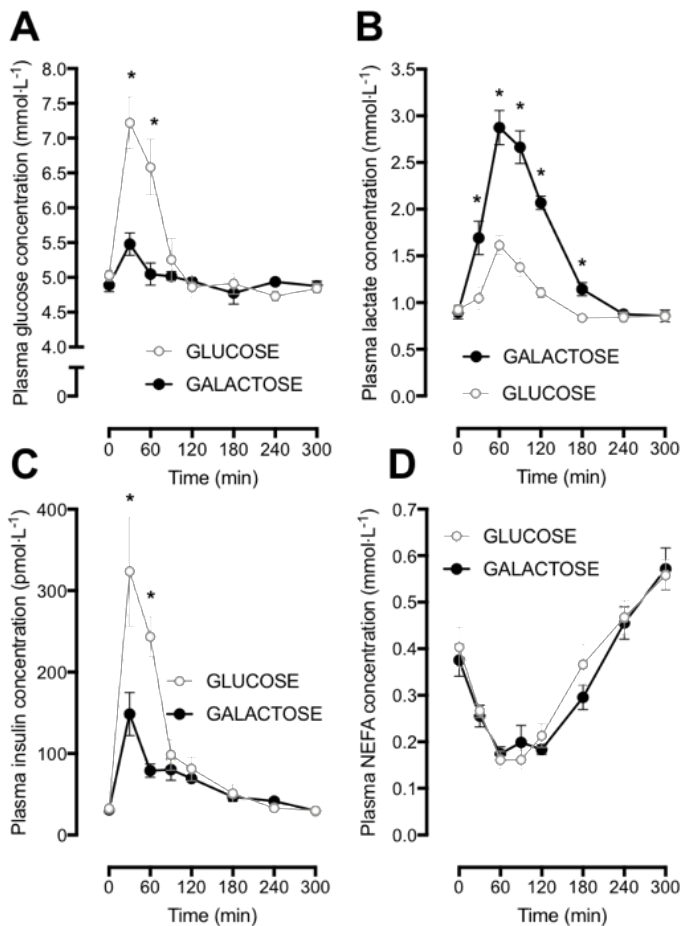 A
Plasma glucose concentration (mmol·L⁻¹)
8.0
7.5
7.0
6.5
6.0
5.5
5.0
4.5
4.0
0
* *
GLUCOSE
GALACTOSE
0 60 120 180 240 300
Time (min)
B
Plasma lactate concentration (mmol·L⁻¹)
3.5
3.0
2.5
2.0
1.5
1.0
0.5
0.0
* * * * *
GALACTOSE
GLUCOSE
0 60 120 180 240 300
Time (min)
C
Plasma insulin concentration (pmol·L⁻¹)
400
300
200
100
0
* *
GLUCOSE
GALACTOSE
0 60 120 180 240 300
Time (min)
D
Plasma NEFA concentration (mmol·L⁻¹)
0.7
0.6
0.5
0.4
0.3
0.2
0.1
0.0
GLUCOSE
GALACTOSE
0 60 120 180 240 300
Time (min)